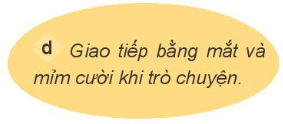 d Giao tiếp bằng mắt và
mỉm cười khi trò chuyện.